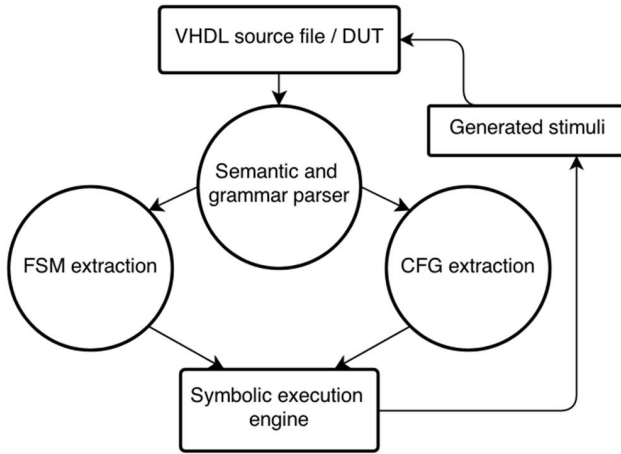 VHDL source file / DUT
Generated stimuli
Semantic and
grammar parser
FSM extraction
CFG extraction
Symbolic execution
engine